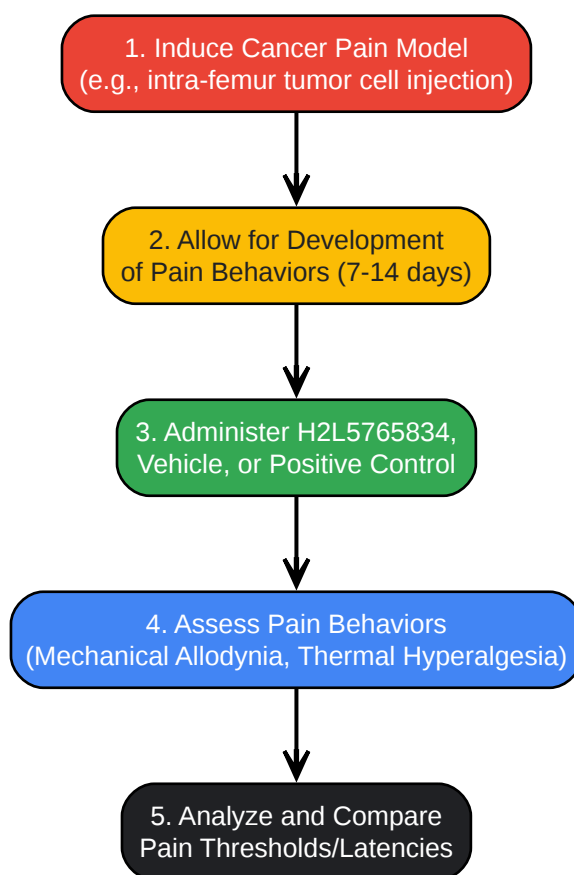 1. Induce Cancer Pain Model
(e.g., intra-femur tumor cell injection)
2. Allow for Development
of Pain Behaviors (7-14 days)
3. Administer H2L5765834,
Vehicle, or Positive Control
4. Assess Pain Behaviors
(Mechanical Allodynia, Thermal Hyperalgesia)
5. Analyze and Compare
Pain Thresholds/Latencies